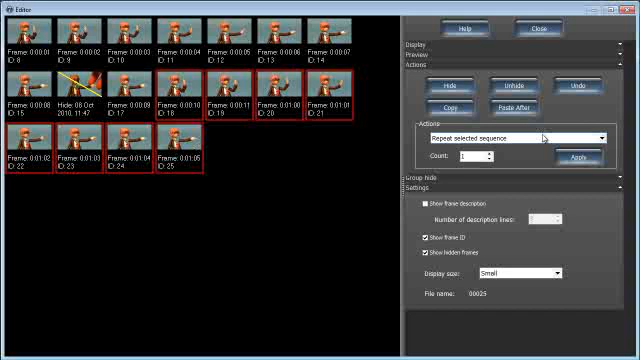 Editor
Help Close
Display
Preview
Actions
Hide Unhide Undo
Copy Paste After
Actions
Repeat selected sequence
Count: 1 Apply
Group hide
Settings
Show frame description
Number of description lines:
Show frame ID
Show hidden frames
Display size: Small
File name: 00025
Frame: 0:00:01 Frame: 0:00:02 Frame: 0:00:03 Frame: 0:00:04 Frame: 0:00:05 Frame: 0:00:06 Frame: 0:00:07
ID: 8 ID: 9 ID: 10 ID: 11 ID: 12 ID: 13 ID: 14
Frame: 0:00:08 Hide: 08 Oct Frame: 0:00:09 Frame: 0:00:10 Frame: 0:00:11 Frame: 0:01:00 Frame: 0:01:01
ID: 15 2010, 11:47 ID: 17 ID: 18 ID: 19 ID: 20 ID: 21
Frame: 0:01:02 Frame: 0:01:03 Frame: 0:01:04 Frame: 0:01:05
ID: 22 ID: 23 ID: 24 ID: 25